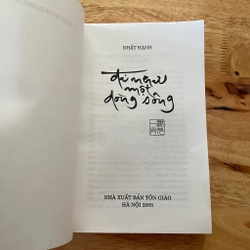 NHẤT HẠNH
đi như
một
dòng sông
NHÀ XUẤT BẢN TÔN GIÁO
HÀ NỘI 2005